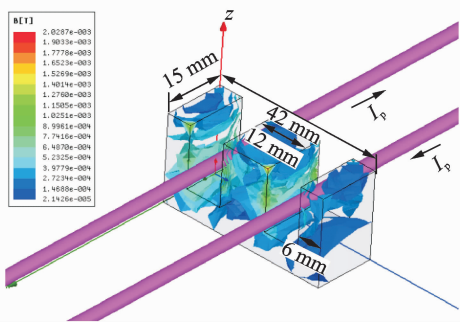 B[T]
2.0287e-003
1.9033e-003
1.7778e-003
1.6523e-003
1.5269e-003
1.4014e-003
1.2760e-003
1.1505e-003
1.0251e-003
8.9961e-004
7.7416e-004
6.4870e-004
5.2325e-004
3.9779e-004
2.7234e-004
1.4688e-004
2.1426e-005
z
15 mm
42 mm
12 mm
6 mm
Ip
Ip